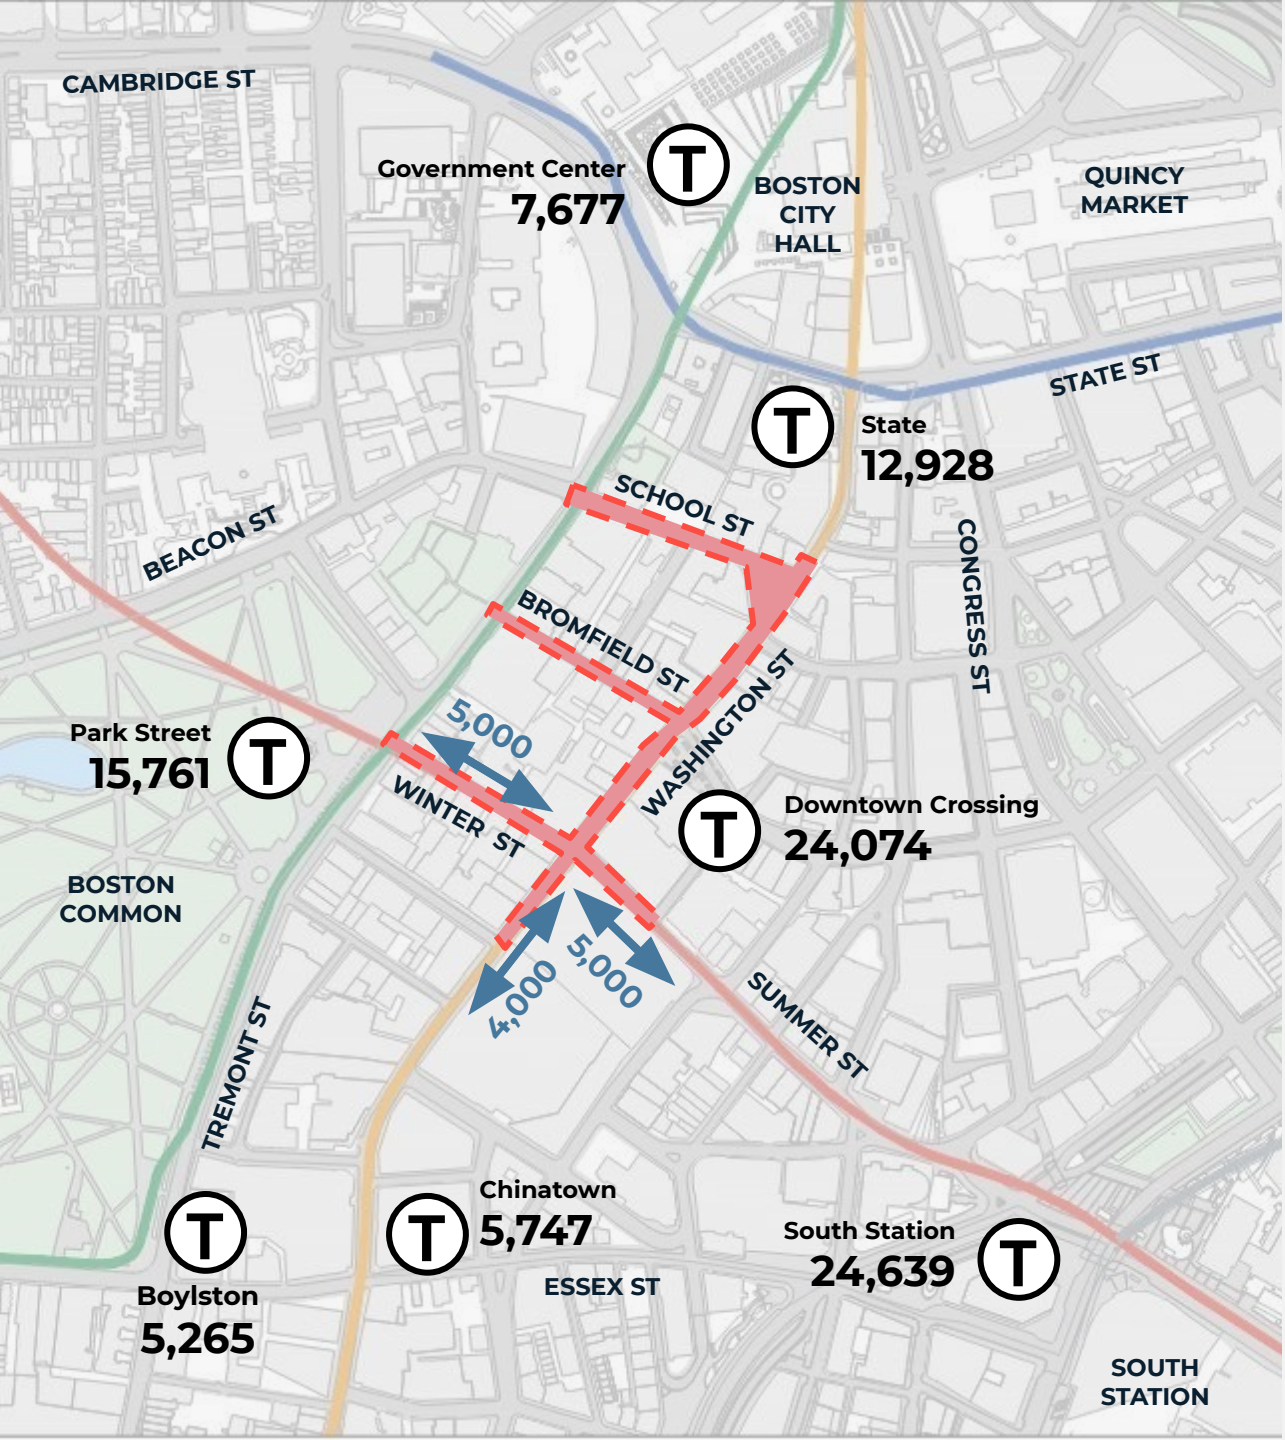 CAMBRIDGE ST
T
Government Center
7,677
BOSTON
CITY
HALL
QUINCY
MARKET
STATE ST
T
State
12,928
SCHOOL ST
BEACON ST
CONGRESS ST
BROMFIELD ST
WASHINGTON ST
Park Street
15,761
T
5,000
WINTER ST
T
Downtown Crossing
24,074
BOSTON
COMMON
4,000
5,000
SUMMER ST
TREMONT ST
T
Boylston
5,265
T
Chinatown
5,747
ESSEX ST
South Station
24,639
T
SOUTH
STATION